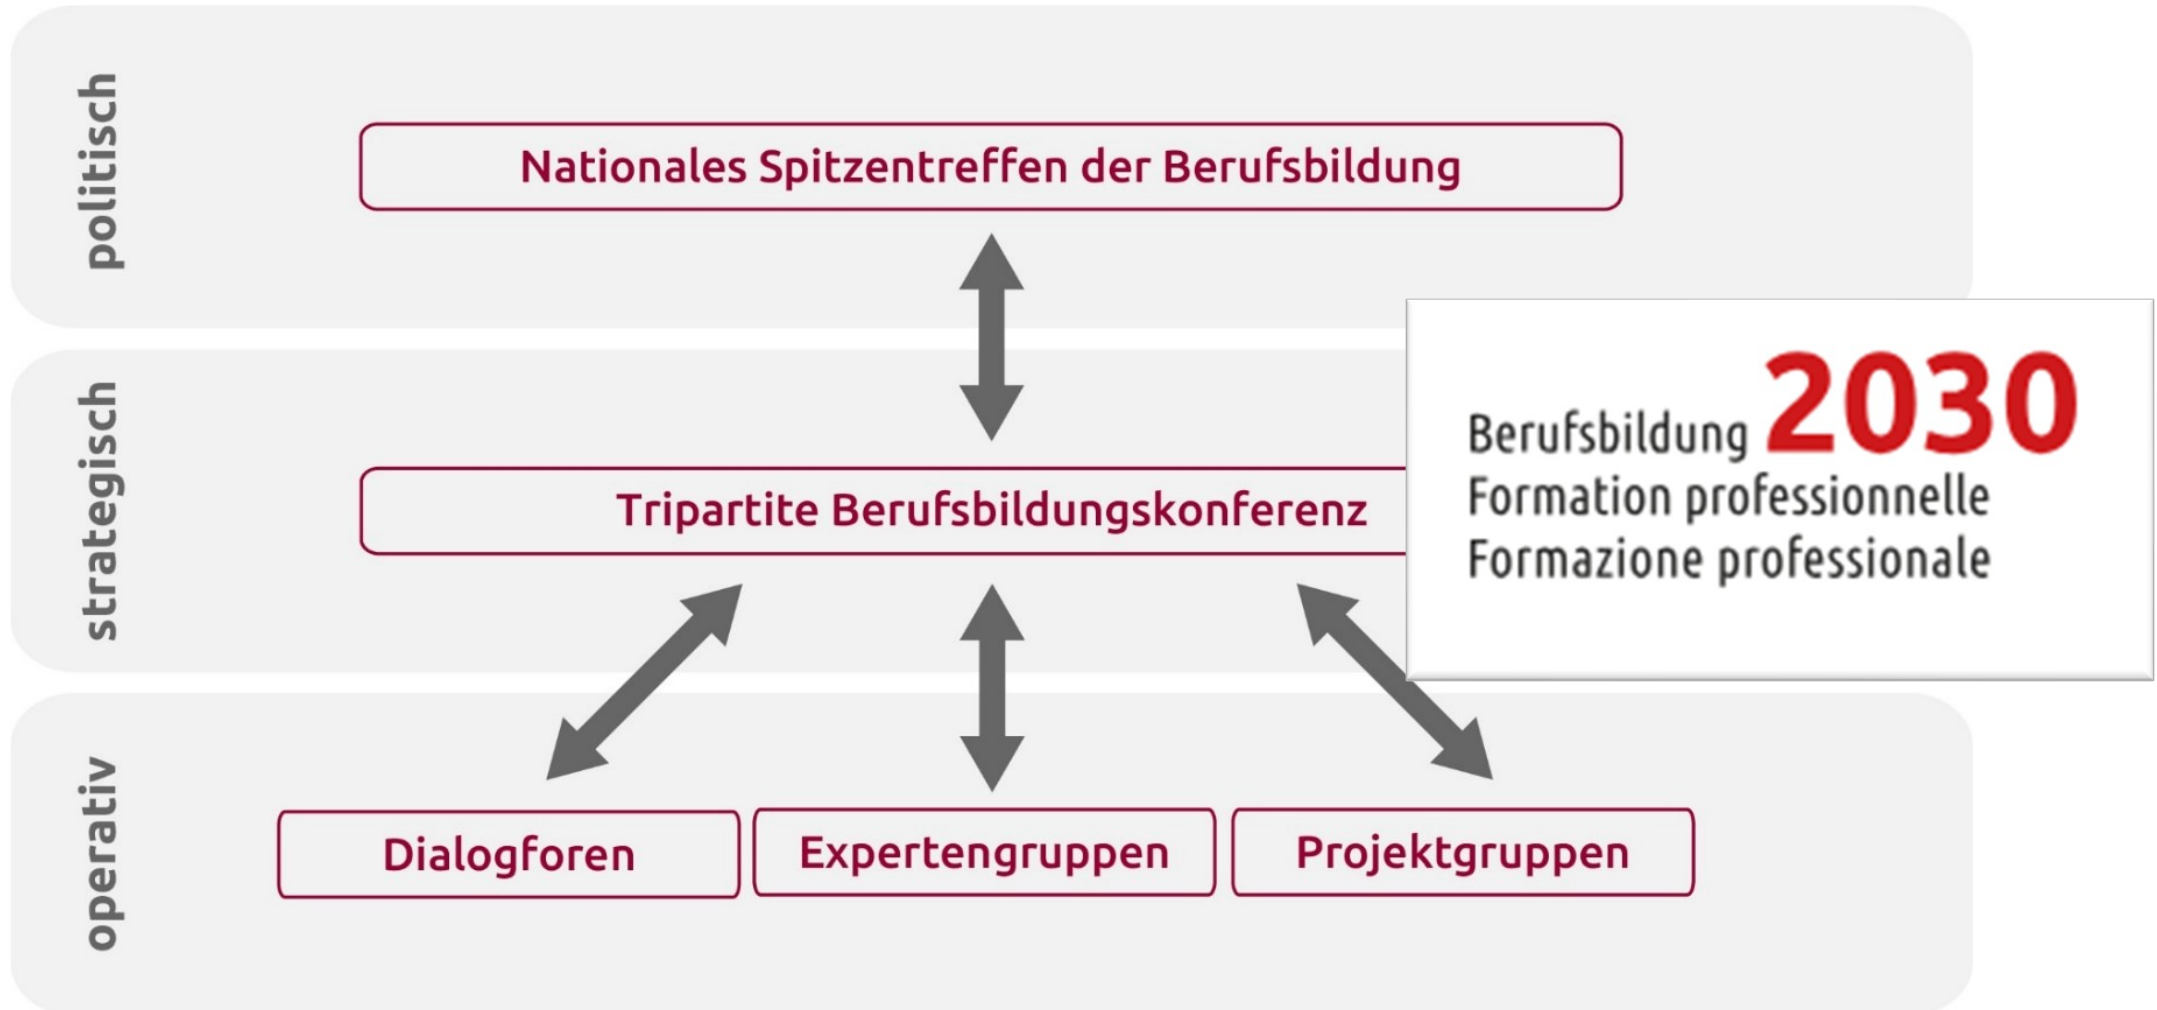 politisch
Nationales Spitzentreffen der Berufsbildung
strategisch
Tripartite Berufsbildungskonferenz
Berufsbildung 2030
Formation professionnelle
Formazione professionale
operativ
Dialogforen
Expertengruppen
Projektgruppen